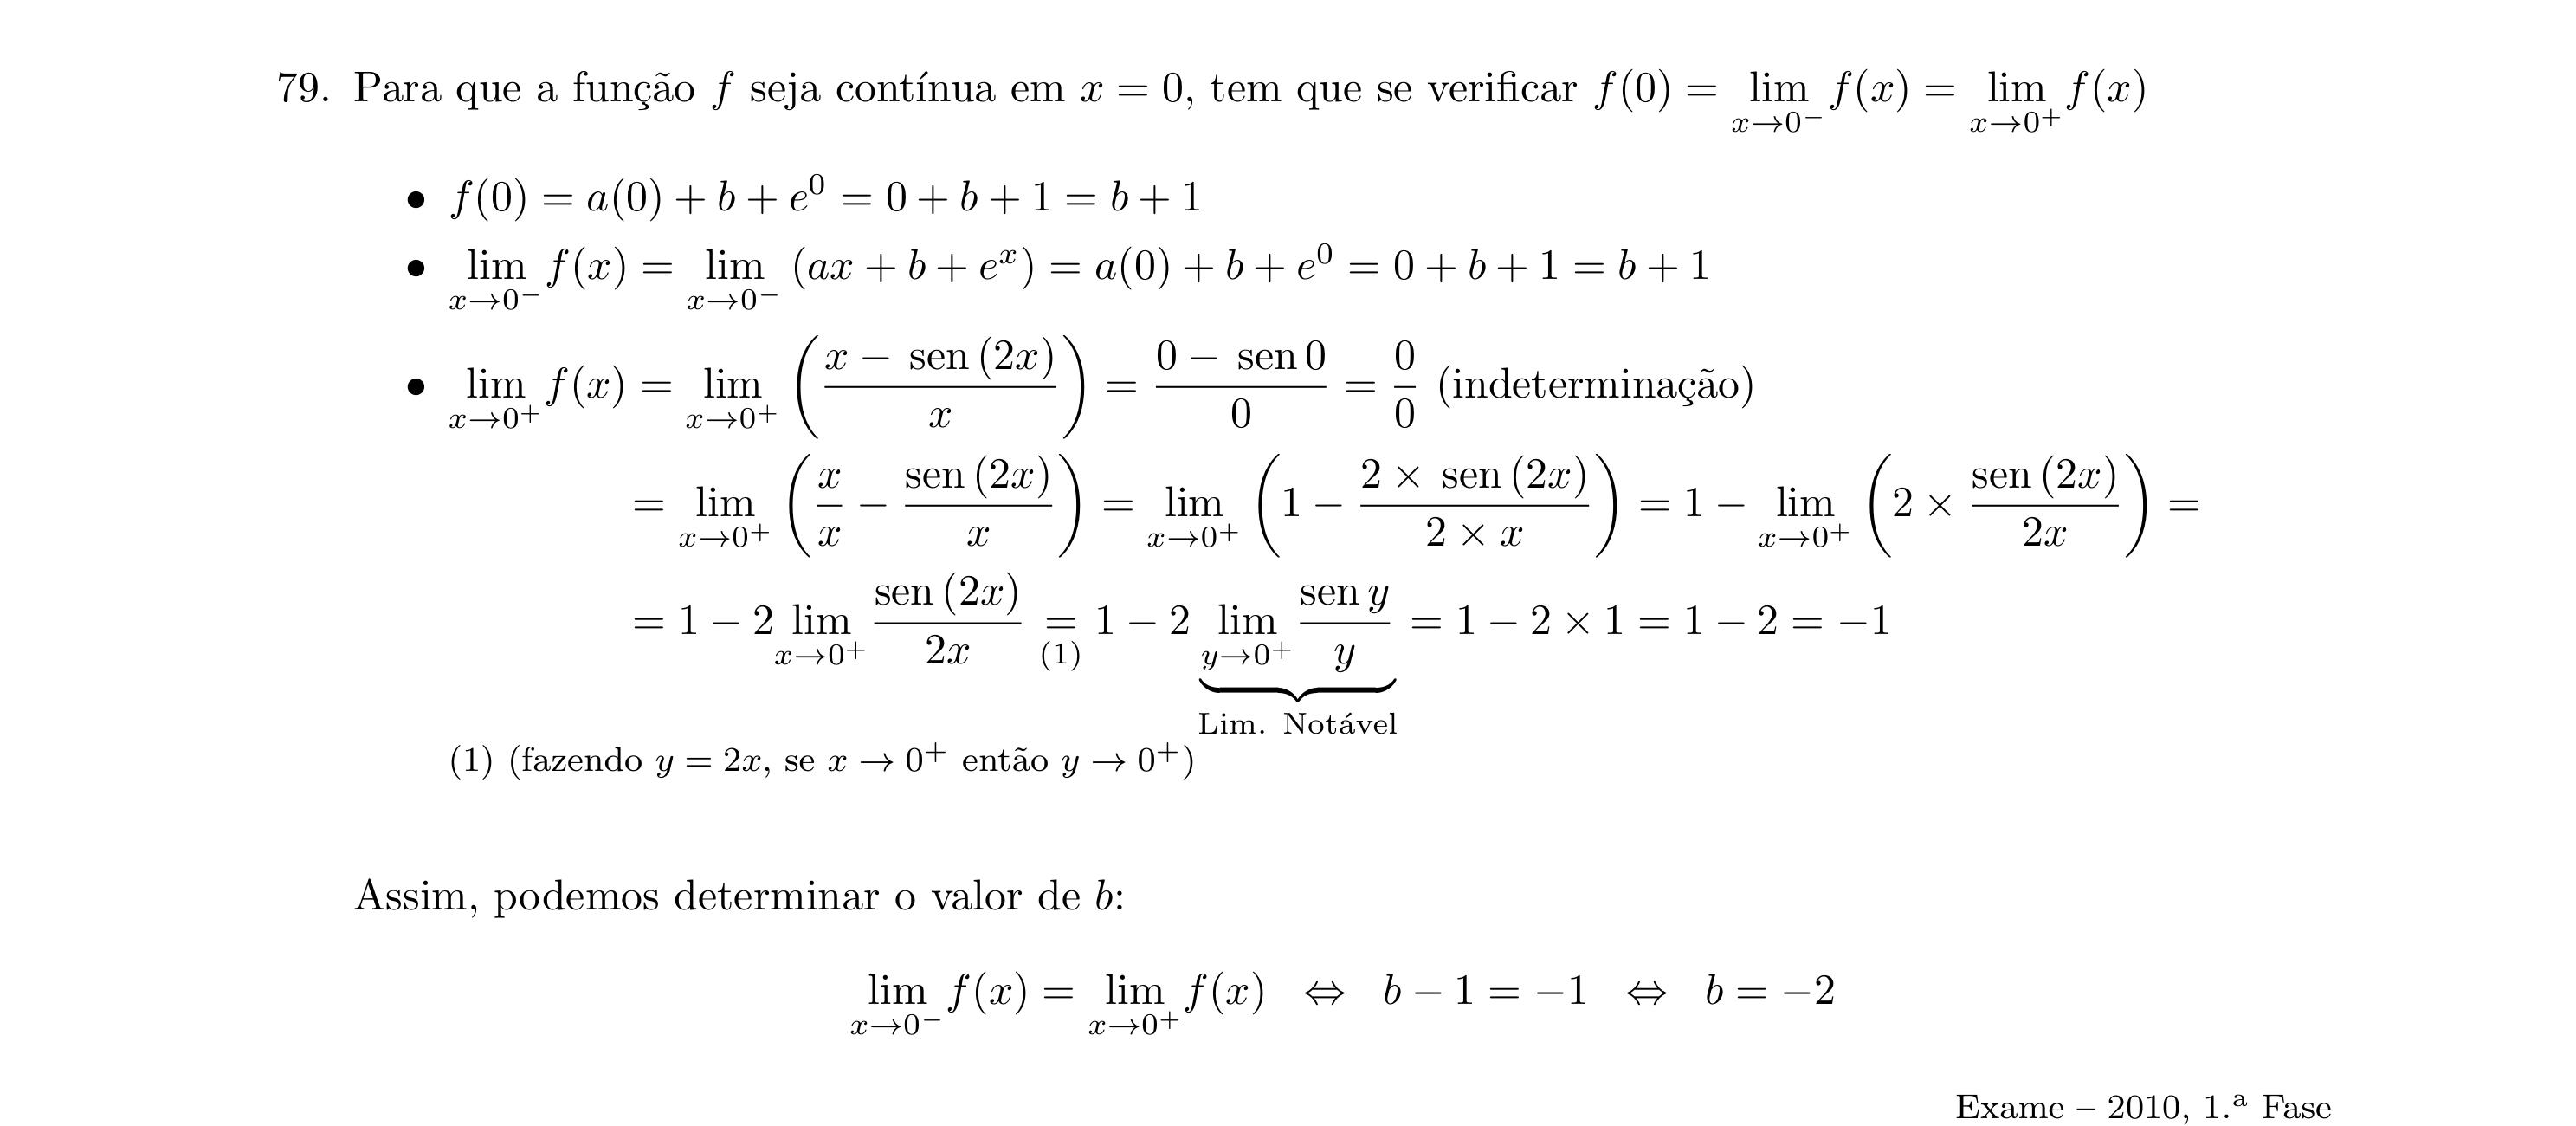 79. Para que a função f seja contínua em x = 0, tem que se verificar f(0) = lim_{x→0⁻} f(x) = lim_{x→0⁺} f(x)
• f(0) = a(0) + b + e⁰ = 0 + b + 1 = b + 1
• lim_{x→0⁻} f(x) = lim_{x→0⁻} (ax + b + eˣ) = a(0) + b + e⁰ = 0 + b + 1 = b + 1
• lim_{x→0⁺} f(x) = lim_{x→0⁺} ((x − sen (2x))/x) = (0 − sen 0)/0 = 0/0 (indeterminação)
= lim_{x→0⁺} (x/x − sen (2x)/x) = lim_{x→0⁺} (1 − (2 × sen (2x))/(2 × x)) = 1 − lim_{x→0⁺} (2 × sen (2x)/2x) =
= 1 − 2 lim_{x→0⁺} sen (2x)/2x =_{(1)} 1 − 2 lim_{y→0⁺} sen y/y = 1 − 2 × 1 = 1 − 2 = −1
Lim. Notável
(1) (fazendo y = 2x, se x → 0⁺ então y → 0⁺)
Assim, podemos determinar o valor de b:
lim_{x→0⁻} f(x) = lim_{x→0⁺} f(x) ⇔ b − 1 = −1 ⇔ b = −2
Exame – 2010, 1.ª Fase